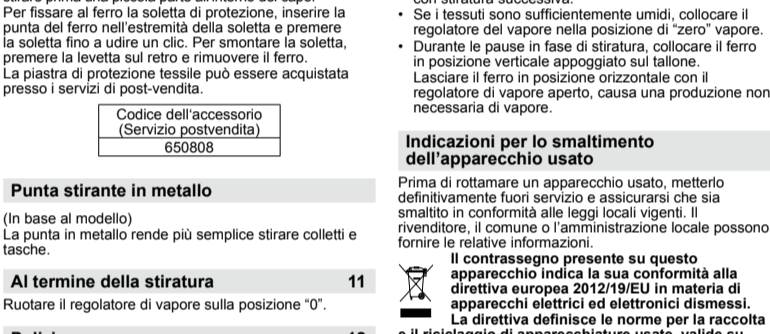 Per fissare al ferro la soletta di protezione, inserire la
punta del ferro nell'estremità della soletta e premere
la soletta fino a udire un clic. Per smontare la soletta,
premere la levetta sul retro e rimuovere il ferro.
La piastra di protezione tessile può essere acquistata
presso i servizi di post-vendita.
Codice dell'accessorio
(Servizio postvendita)
650808
Punta stirante in metallo
(In base al modello)
La punta in metallo rende più semplice stirare colletti e
tasche.
Al termine della stiratura 11
Ruotare il regolatore di vapore sulla posizione “0”.
• Se i tessuti sono sufficientemente umidi, collocare il
regolatore del vapore nella posizione di “zero” vapore.
• Durante le pause in fase di stiratura, collocare il ferro
in posizione verticale appoggiato sul tallone.
Lasciare il ferro in posizione orizzontale con il
regolatore di vapore aperto, causa una produzione non
necessaria di vapore.
Indicazioni per lo smaltimento
dell'apparecchio usato
Prima di rottamare un apparecchio usato, metterlo
definitivamente fuori servizio e assicurarsi che sia
smaltito in conformità alle leggi locali vigenti. Il
rivenditore, il comune o l'amministrazione locale possono
fornire le relative informazioni.
Il contrassegno presente su questo
apparecchio indica la sua conformità alla
direttiva europea 2012/19/EU in materia di
apparecchi elettrici ed elettronici dismessi.
La direttiva definisce le norme per la raccolta